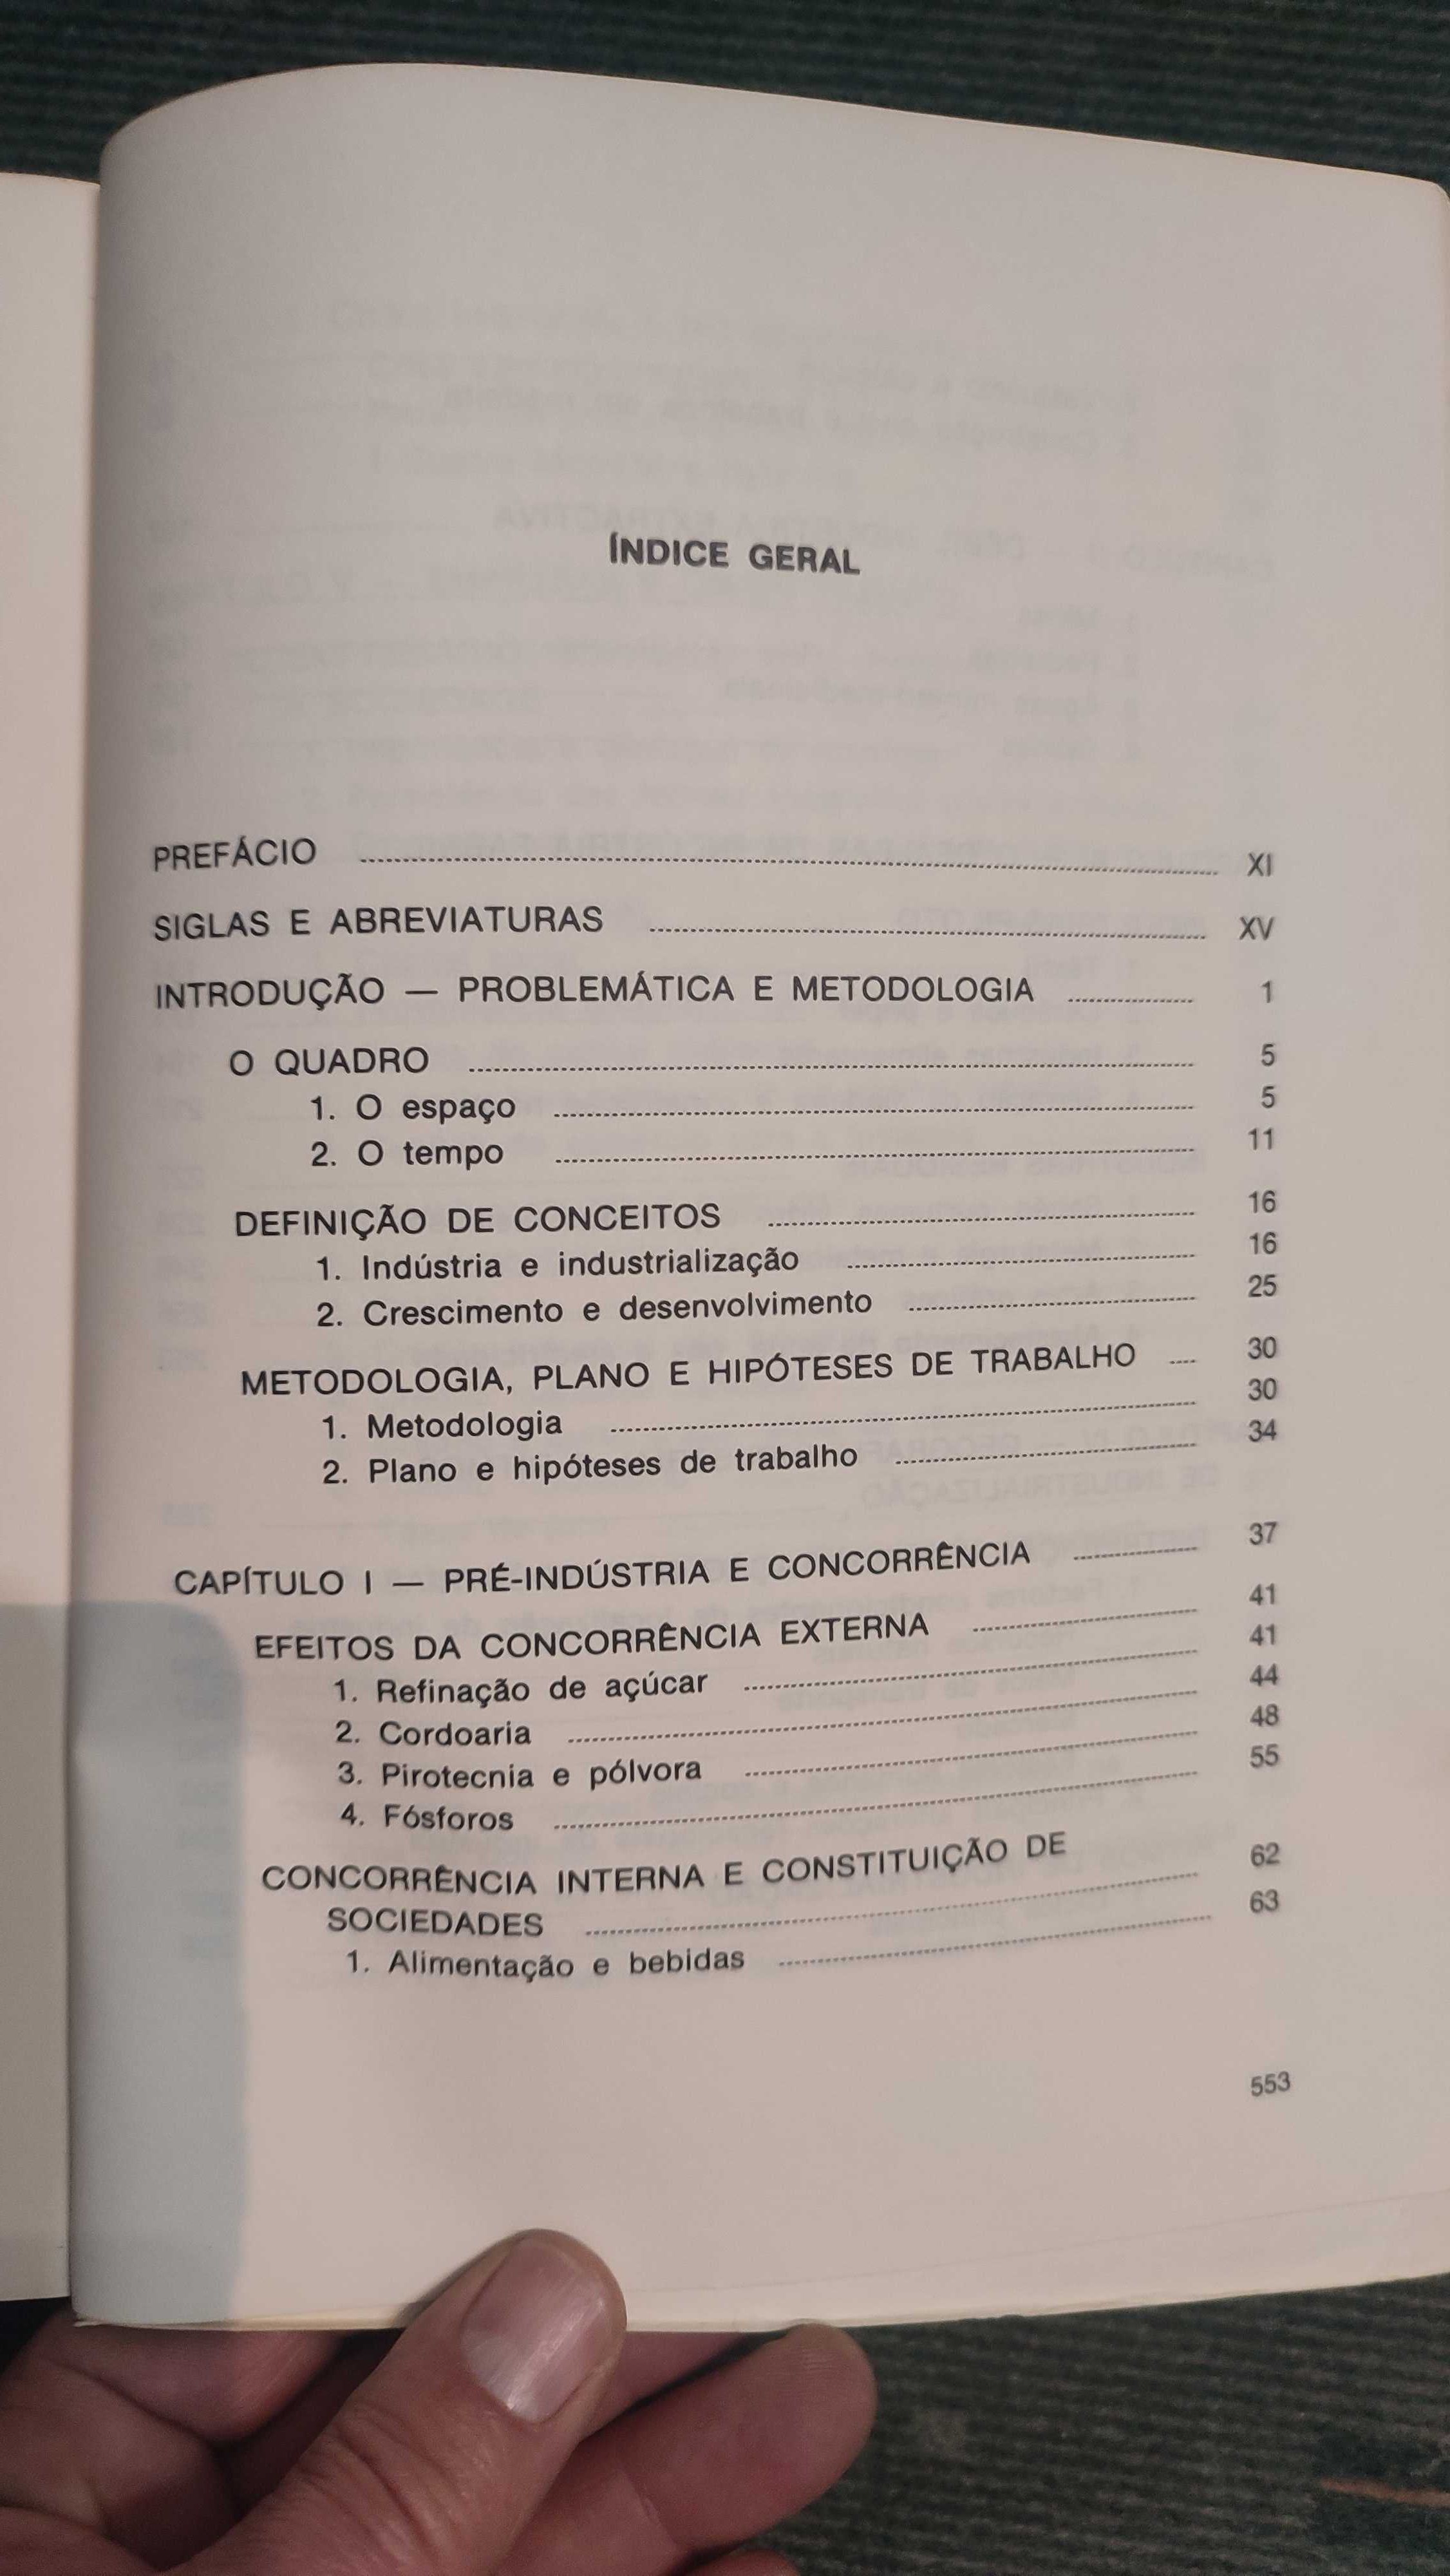 ÍNDICE GERAL
PREFÁCIO ........ XI
SIGLAS E ABREVIATURAS ........ XV
INTRODUÇÃO — PROBLEMÁTICA E METODOLOGIA ........ 1
O QUADRO ........ 5
1. O espaço ........ 5
2. O tempo ........ 11
DEFINIÇÃO DE CONCEITOS ........ 16
1. Indústria e industrialização ........ 16
2. Crescimento e desenvolvimento ........ 25
METODOLOGIA, PLANO E HIPÓTESES DE TRABALHO .... 30
1. Metodologia ........ 30
2. Plano e hipóteses de trabalho ........ 34
CAPÍTULO I — PRÉ-INDÚSTRIA E CONCORRÊNCIA ........ 37
EFEITOS DA CONCORRÊNCIA EXTERNA ........ 41
1. Refinação de açúcar ........ 41
2. Cordoaria ........ 44
3. Pirotecnia e pólvora ........ 48
4. Fósforos ........ 55
CONCORRÊNCIA INTERNA E CONSTITUIÇÃO DE
SOCIEDADES ........ 62
1. Alimentação e bebidas ........ 63
553